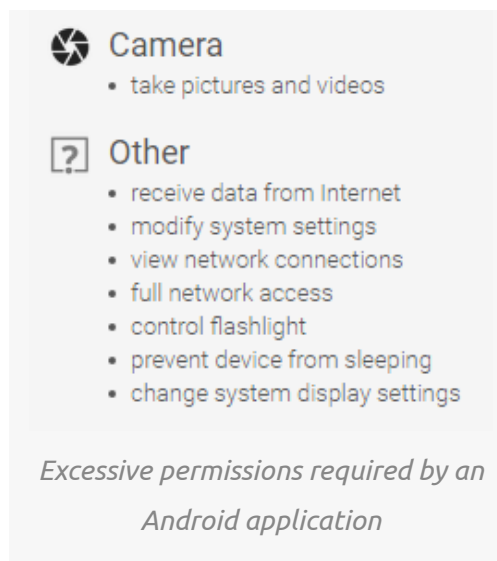 Camera
• take pictures and videos
Other
• receive data from Internet
• modify system settings
• view network connections
• full network access
• control flashlight
• prevent device from sleeping
• change system display settings
Excessive permissions required by an
Android application